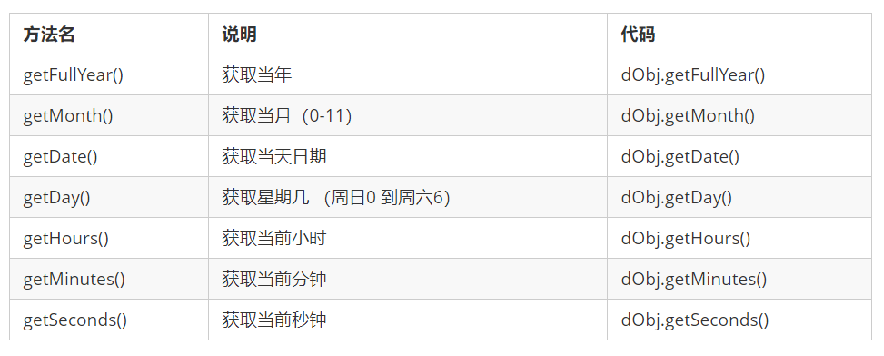 方法名 说明 代码
getFullYear() 获取当年 dObj.getFullYear()
getMonth() 获取当月（0-11） dObj.getMonth()
getDate() 获取当天日期 dObj.getDate()
getDay() 获取星期几 （周日0 到周六6） dObj.getDay()
getHours() 获取当前小时 dObj.getHours()
getMinutes() 获取当前分钟 dObj.getMinutes()
getSeconds() 获取当前秒钟 dObj.getSeconds()